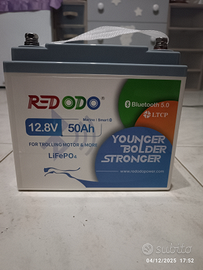 REDODO
Bluetooth 5.0
LTCP
12.8V 50Ah
FOR TROLLING MOTOR & MORE
LiFePO₄
YOUNGER
BOLDER
STRONGER
Subito
04/12/2025 17:52